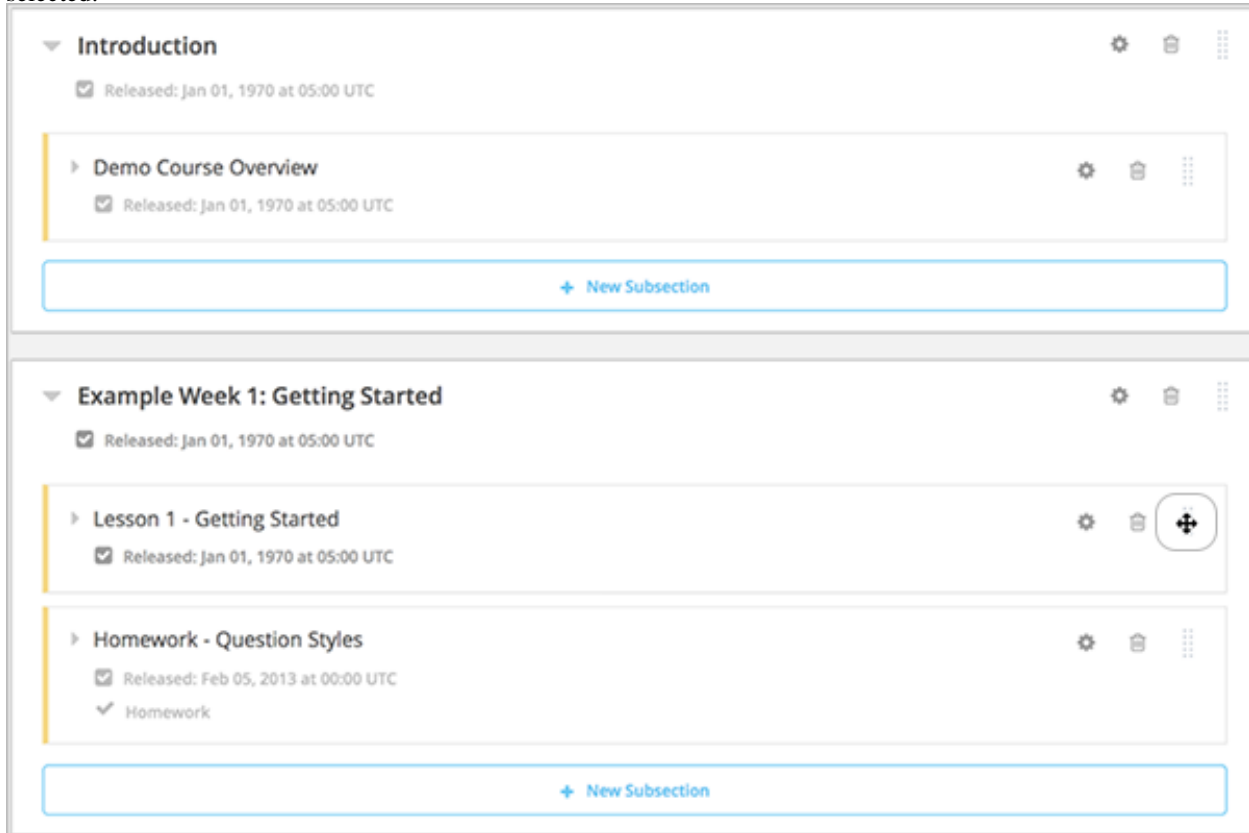 selected.
Introduction
Released: Jan 01, 1970 at 05:00 UTC
Demo Course Overview
Released: Jan 01, 1970 at 05:00 UTC
+ New Subsection
Example Week 1: Getting Started
Released: Jan 01, 1970 at 05:00 UTC
Lesson 1 - Getting Started
Released: Jan 01, 1970 at 05:00 UTC
Homework - Question Styles
Released: Feb 05, 2013 at 00:00 UTC
Homework
+ New Subsection